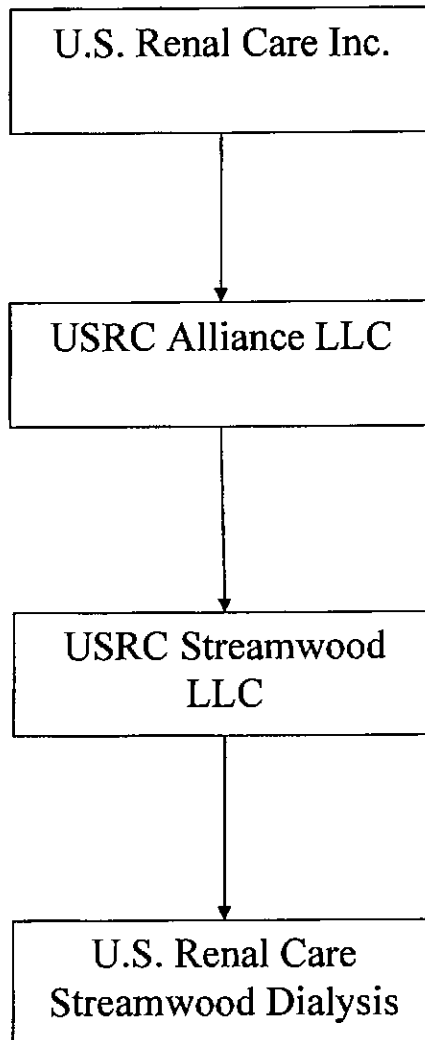 U.S. Renal Care Inc.
USRC Alliance LLC
USRC Streamwood
LLC
U.S. Renal Care
Streamwood Dialysis